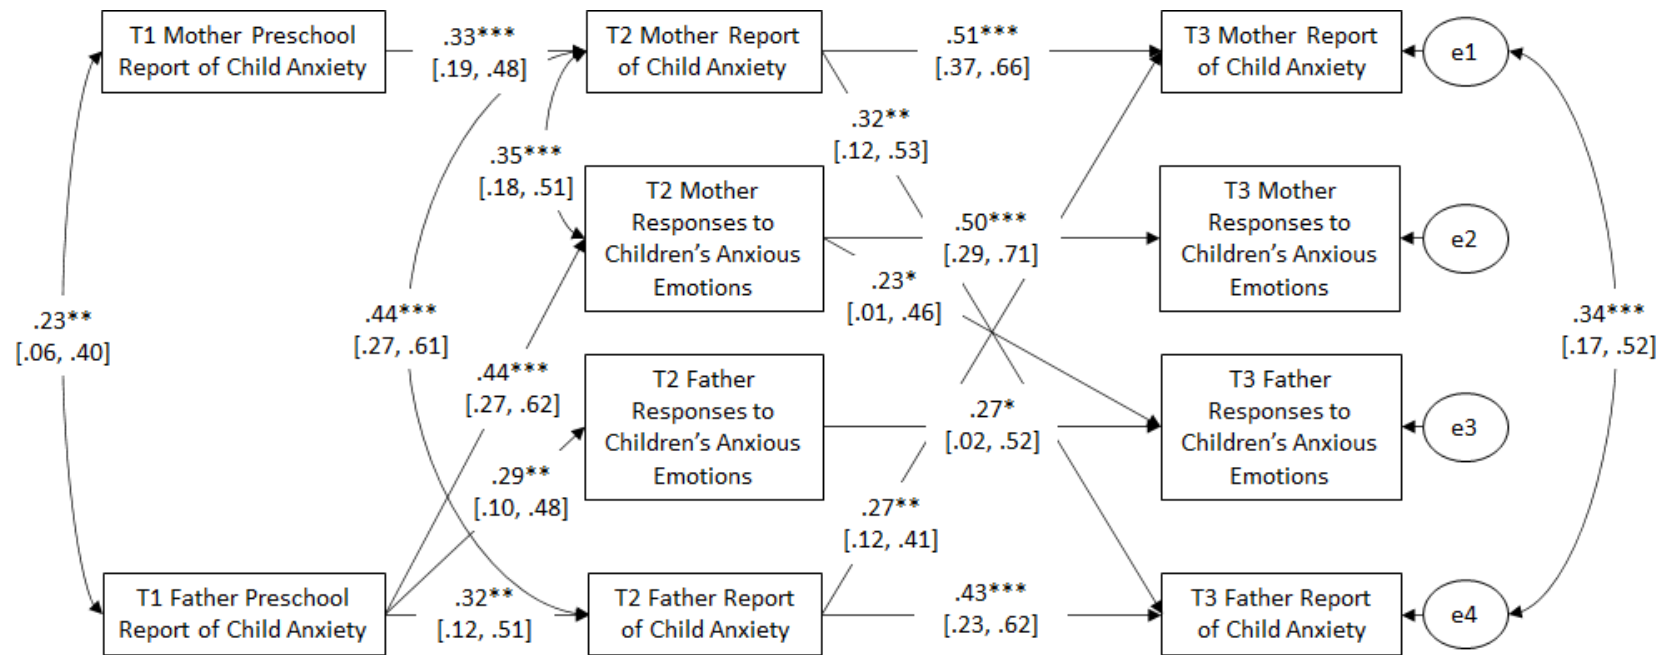 T1 Mother Preschool
Report of Child Anxiety
.33***
[.19, .48]
T2 Mother Report
of Child Anxiety
.51***
[.37, .66]
T3 Mother Report
of Child Anxiety
e1
.32**
[.12, .53]
.35***
[.18, .51]
T2 Mother
Responses to
Children’s Anxious
Emotions
.50***
[.29, .71]
T3 Mother
Responses to
Children’s Anxious
Emotions
e2
.23*
[.01, .46]
.23**
[.06, .40]
.44***
[.27, .61]
.34***
[.17, .52]
.44***
[.27, .62]
T2 Father
Responses to
Children’s Anxious
Emotions
.27*
[.02, .52]
T3 Father
Responses to
Children’s Anxious
Emotions
e3
.29**
[.10, .48]
.27**
[.12, .41]
T1 Father Preschool
Report of Child Anxiety
.32**
[.12, .51]
T2 Father Report
of Child Anxiety
.43***
[.23, .62]
T3 Father Report
of Child Anxiety
e4